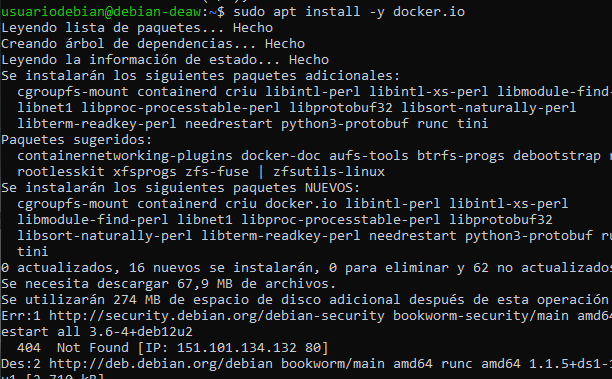 usuariodebian@debian-deaw:~$ sudo apt install -y docker.io
Leyendo lista de paquetes... Hecho
Creando árbol de dependencias... Hecho
Leyendo la información de estado... Hecho
Se instalarán los siguientes paquetes adicionales:
cgroupfs-mount containerd criu libintl-perl libintl-xs-perl libmodule-find-
libnet1 libproc-processtable-perl libprotobuf32 libsort-naturally-perl
libterm-readkey-perl needrestart python3-protobuf runc tini
Paquetes sugeridos:
containernetworking-plugins docker-doc aufs-tools btrfs-progs debootstrap
rootlesskit xfsprogs zfs-fuse | zfsutils-linux
Se instalarán los siguientes paquetes NUEVOS:
cgroupfs-mount containerd criu docker.io libintl-perl libintl-xs-perl
libmodule-find-perl libnet1 libproc-processtable-perl libprotobuf32
libsort-naturally-perl libterm-readkey-perl needrestart python3-protobuf ru
tini
0 actualizados, 16 nuevos se instalarán, 0 para eliminar y 62 no actualizados
Se necesita descargar 67,9 MB de archivos.
Se utilizarán 274 MB de espacio de disco adicional después de esta operación
Err:1 http://security.debian.org/debian-security bookworm-security/main amd64
estart all 3.6-4+deb12u2
404 Not Found [IP: 151.101.134.132 80]
Des:2 http://deb.debian.org/debian bookworm/main amd64 runc amd64 1.1.5+ds1-
u1 [2.710 kB]